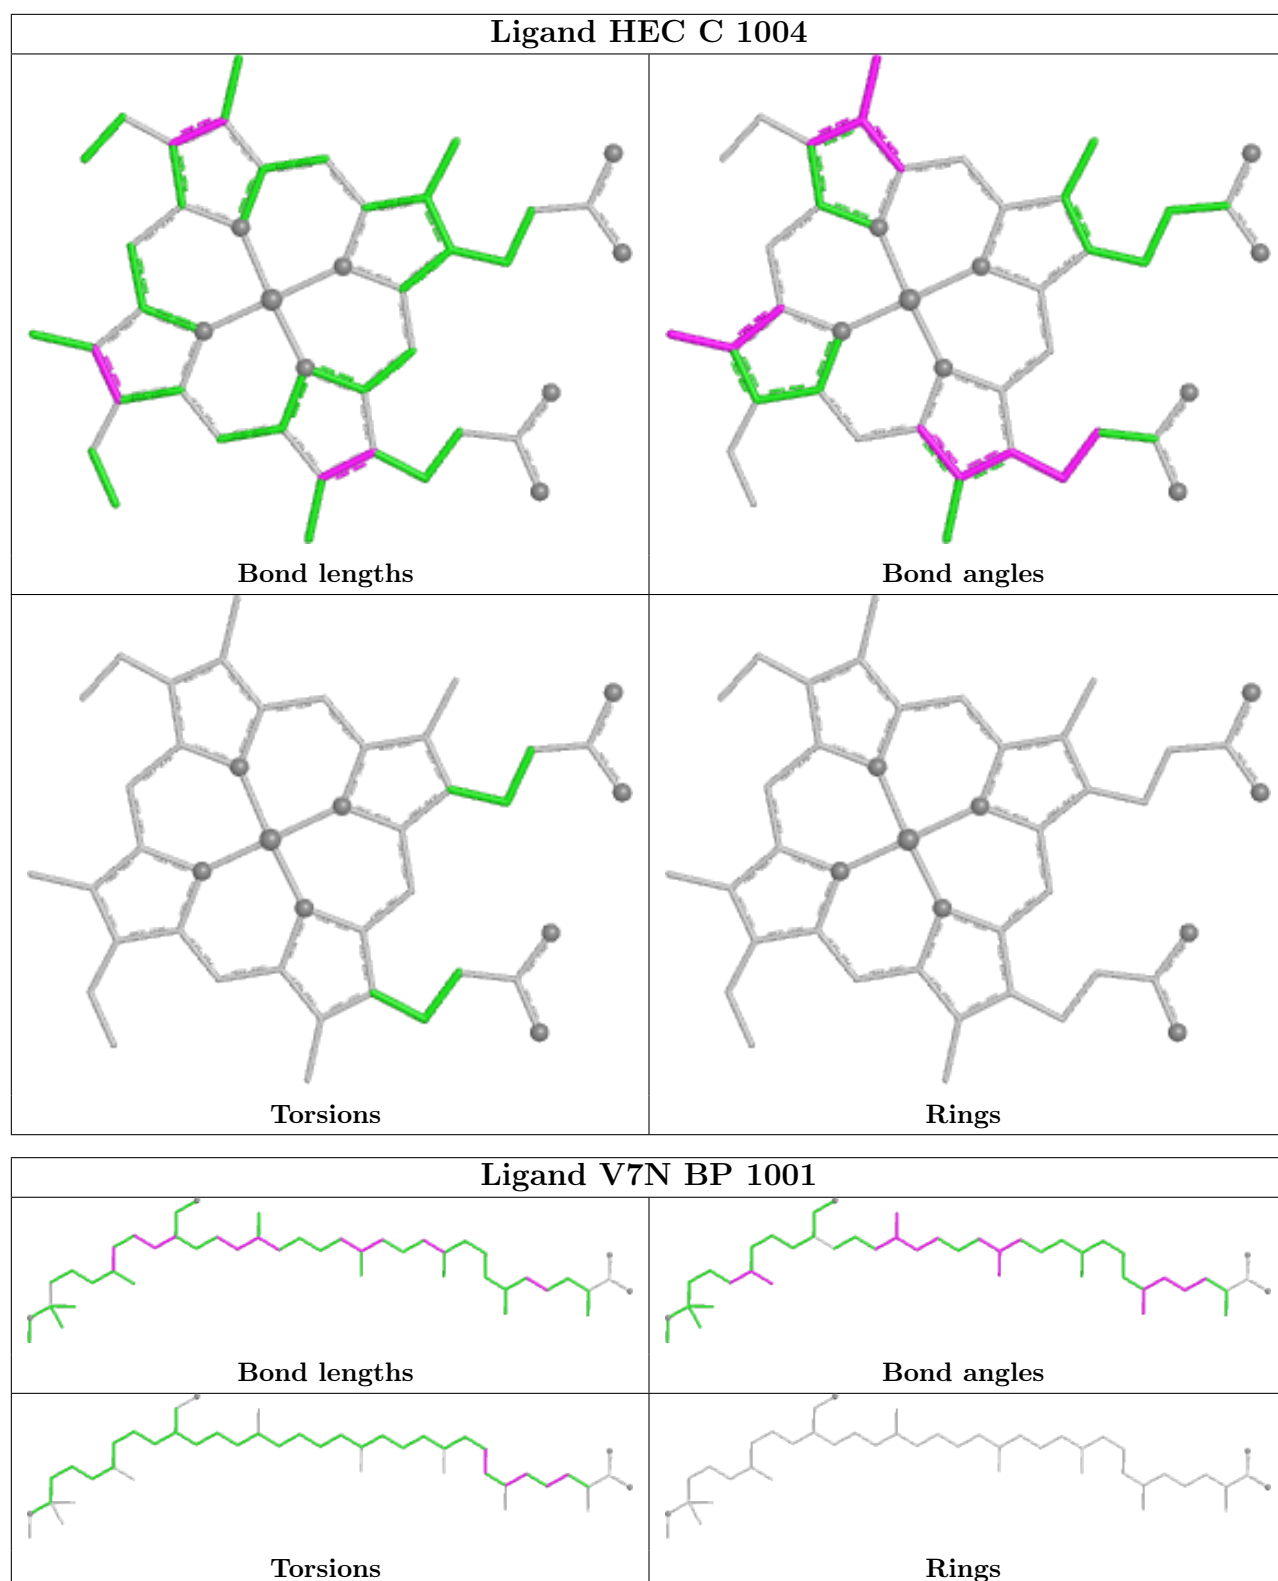 Ligand HEC C 1004
Bond lengths
Bond angles
Torsions
Rings
Ligand V7N BP 1001
Bond lengths
Bond angles
Torsions
Rings